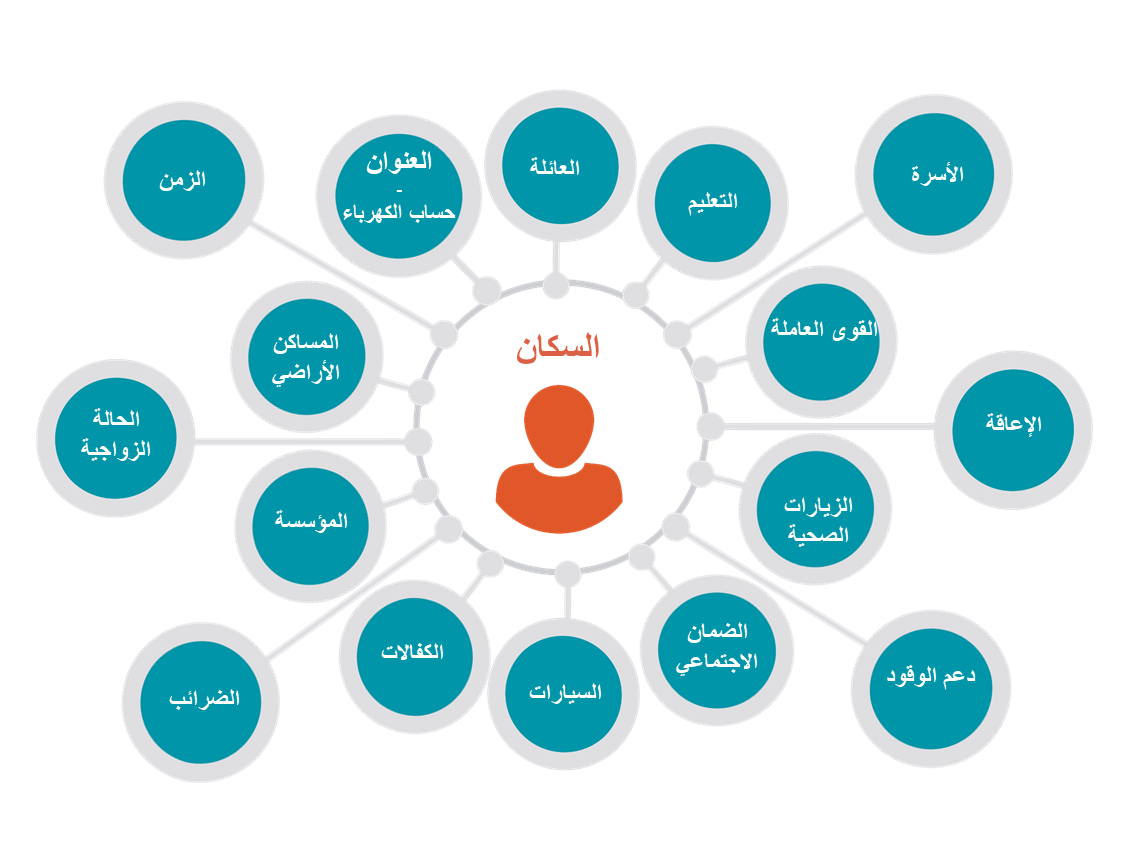 الأسرة
التعليم
العائلة
العنوان
-
حساب الكهرباء
الزمن
القوى العاملة
السكان
المساكن
الأراضي
الإعاقة
الحالة
الزواجية
الزيارات
الصحية
المؤسسة
دعم الوقود
الضمان
الاجتماعي
السيارات
الكفالات
الضرائب